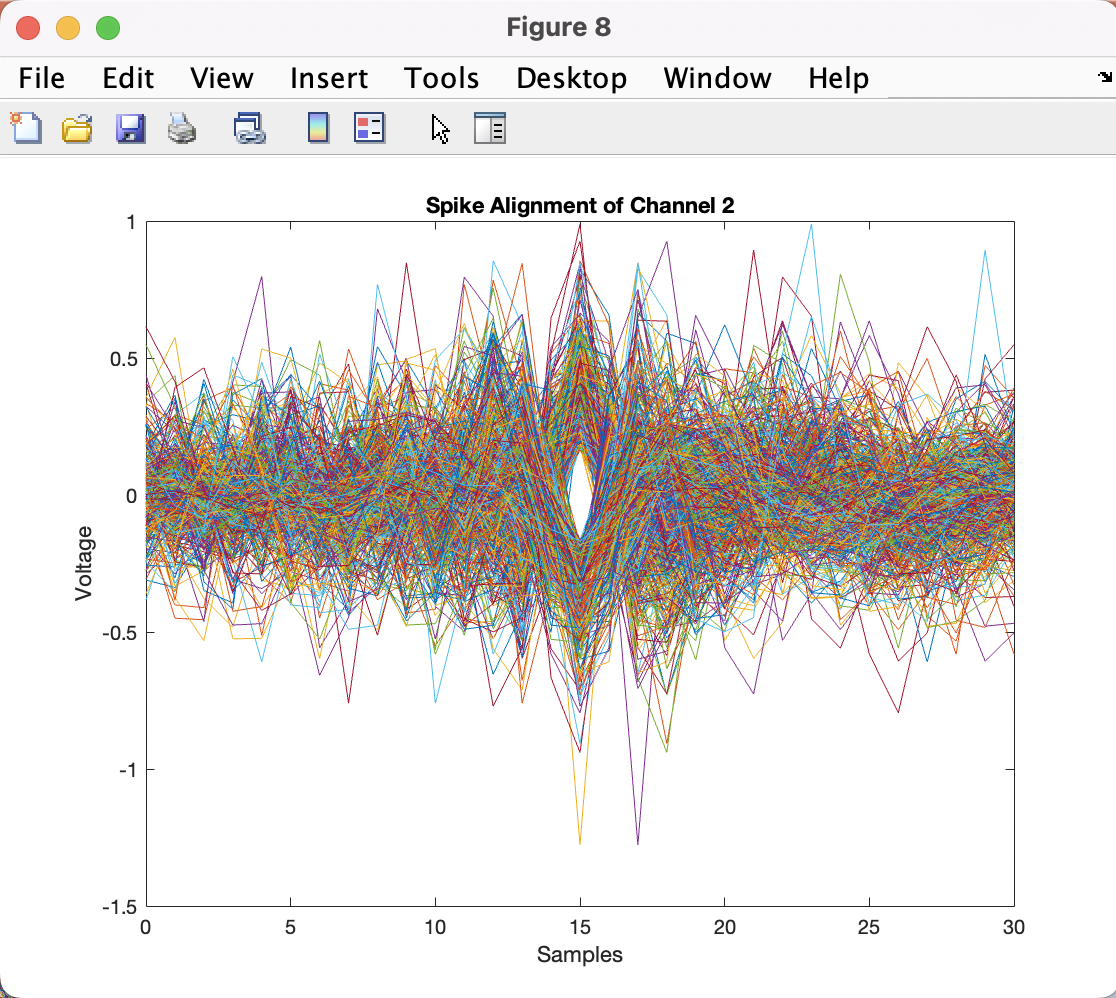 Figure 8
File Edit View Insert Tools Desktop Window Help
Spike Alignment of Channel 2
1
0.5
0
-0.5
-1
-1.5
Voltage
0 5 10 15 20 25 30
Samples